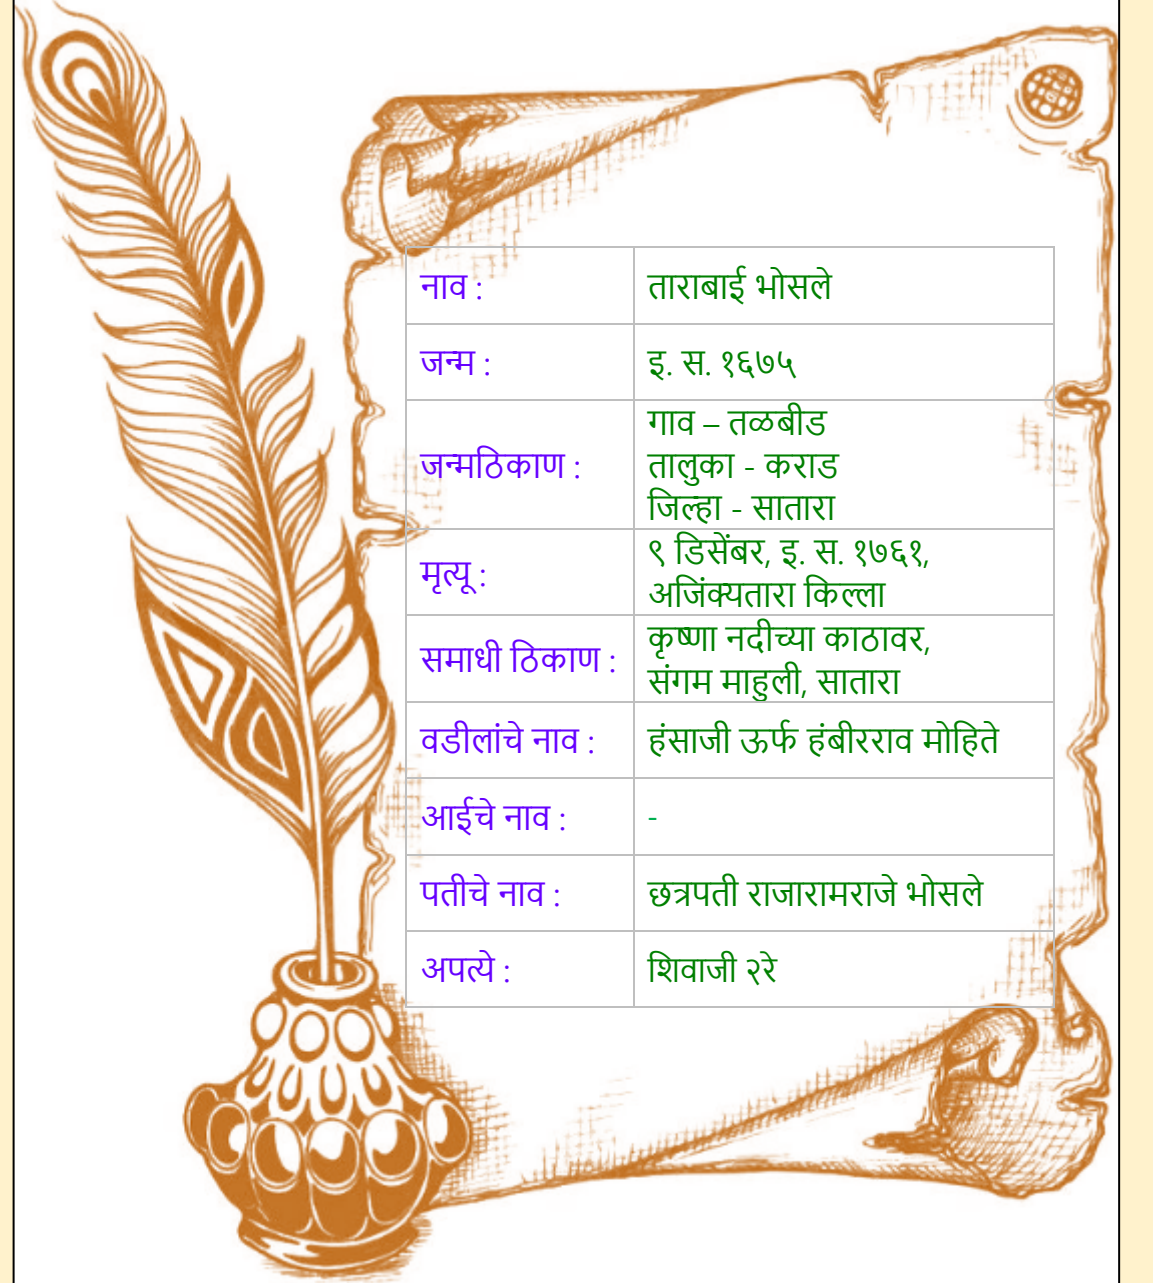 नाव : ताराबाई भोसले
जन्म : इ. स. १६७५
जन्मठिकाण : गाव – तळबीड
तालुका - कराड
जिल्हा - सातारा
मृत्यू : ९ डिसेंबर, इ. स. १७६१,
अजिंक्यतारा किल्ला
समाधी ठिकाण : कृष्णा नदीच्या काठावर,
संगम माहुली, सातारा
वडीलांचे नाव : हंसाजी ऊर्फ हंबीरराव मोहिते
आईचे नाव : -
पतीचे नाव : छत्रपती राजारामराजे भोसले
अपत्ये : शिवाजी २रे